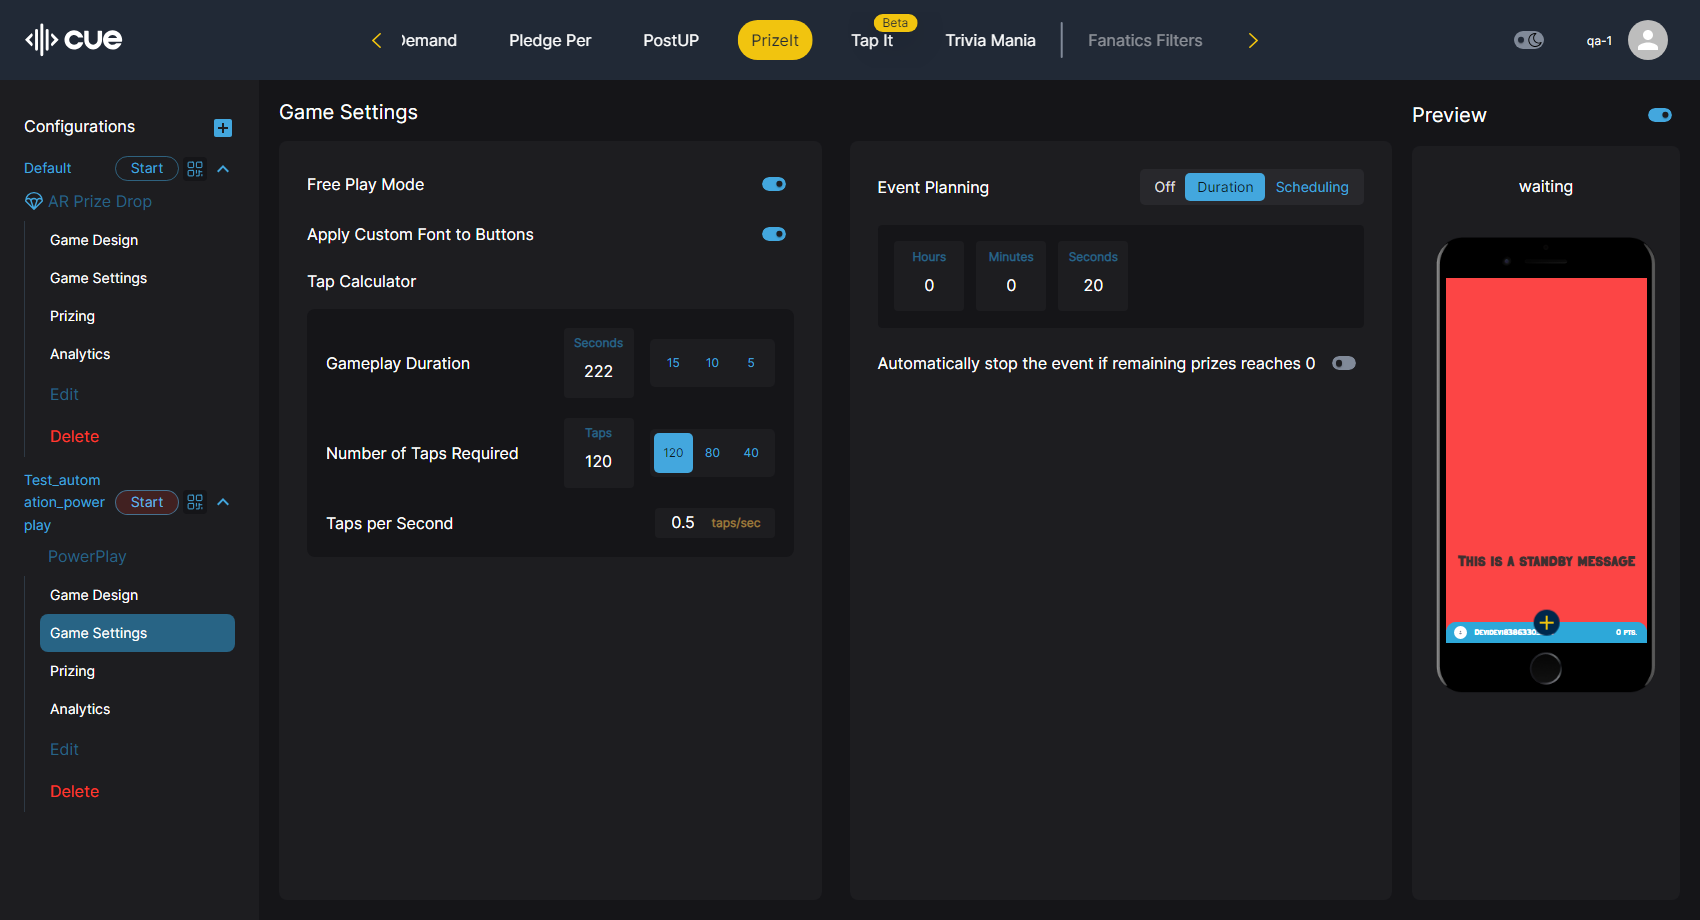 cue
Demand
Pledge Per
PostUP
PrizeIt
Beta
Tap It
Trivia Mania
Fanatics Filters
qa-1
Configurations
Default
Start
AR Prize Drop
Game Design
Game Settings
Prizing
Analytics
Edit
Delete
Test_autom
ation_power
play
Start
PowerPlay
Game Design
Game Settings
Prizing
Analytics
Edit
Delete
Game Settings
Free Play Mode
Apply Custom Font to Buttons
Tap Calculator
Gameplay Duration
Seconds
222
15 10 5
Number of Taps Required
Taps
120
120 80 40
Taps per Second
0.5 taps/sec
Event Planning
Off Duration Scheduling
Hours Minutes Seconds
0 0 20
Automatically stop the event if remaining prizes reaches 0
Preview
waiting
This is a standby message
0 pts.